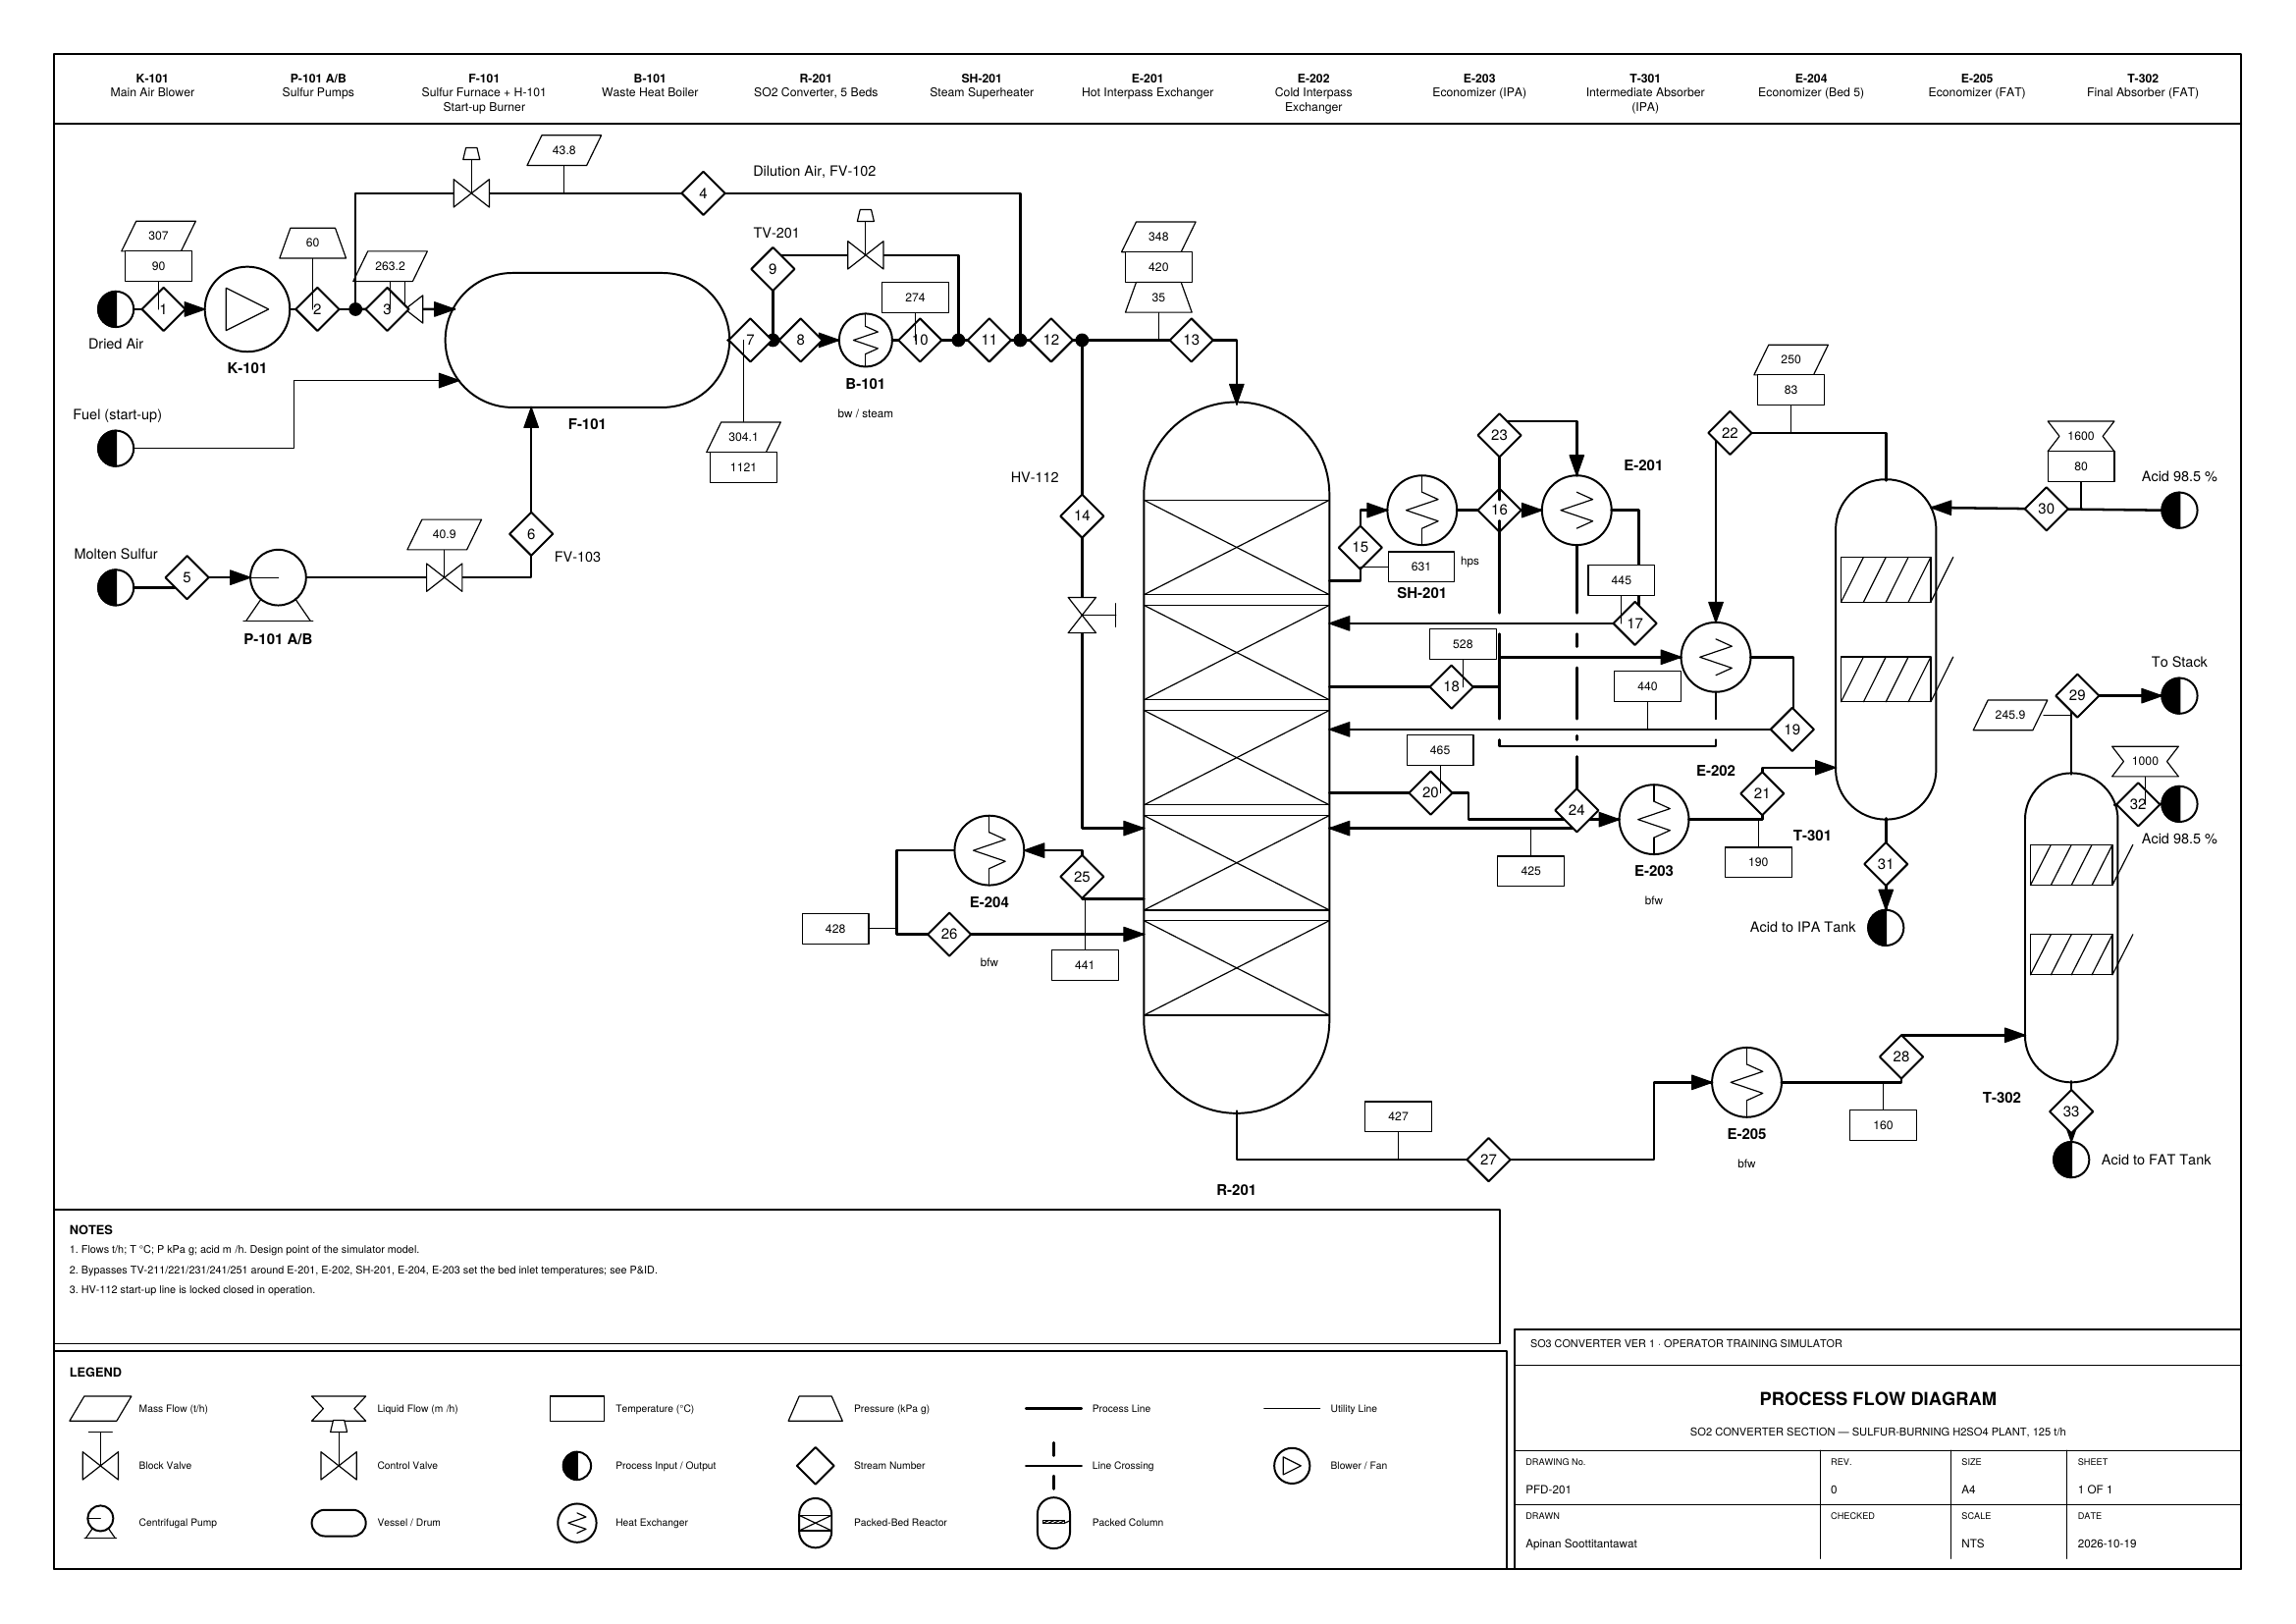 K-101
Main Air Blower
P-101 A/B
Sulfur Pumps
F-101
Sulfur Furnace + H-101
Start-up Burner
B-101
Waste Heat Boiler
R-201
SO2 Converter, 5 Beds
SH-201
Steam Superheater
E-201
Hot Interpass Exchanger
E-202
Cold Interpass
Exchanger
E-203
Economizer (IPA)
T-301
Intermediate Absorber
(IPA)
E-204
Economizer (Bed 5)
E-205
Economizer (FAT)
T-302
Final Absorber (FAT)
43.8
Dilution Air, FV-102
4
307
90
60
263.2
TV-201
9
274
348
420
35
1
2
3
7
8
10
11
12
13
Dried Air
K-101
B-101
bw / steam
Fuel (start-up)
F-101
304.1
1121
250
83
22
23
E-201
1600
80
Acid 98.5 %
30
HV-112
14
16
15
631
hps
SH-201
445
17
40.9
6
FV-103
Molten Sulfur
5
P-101 A/B
528
18
440
19
To Stack
29
245.9
465
20
E-202
21
1000
32
Acid 98.5 %
24
T-301
425
E-203
bfw
190
31
25
E-204
428
26
bfw
441
Acid to IPA Tank
28
T-302
160
33
427
27
E-205
bfw
Acid to FAT Tank
R-201
NOTES
1. Flows t/h; T °C; P kPa g; acid m /h. Design point of the simulator model.
2. Bypasses TV-211/221/231/241/251 around E-201, E-202, SH-201, E-204, E-203 set the bed inlet temperatures; see P&ID.
3. HV-112 start-up line is locked closed in operation.
LEGEND
Mass Flow (t/h)
Liquid Flow (m /h)
Temperature (°C)
Pressure (kPa g)
Process Line
Utility Line
Block Valve
Control Valve
Process Input / Output
Stream Number
Line Crossing
Blower / Fan
Centrifugal Pump
Vessel / Drum
Heat Exchanger
Packed-Bed Reactor
Packed Column
SO3 CONVERTER VER 1 · OPERATOR TRAINING SIMULATOR
PROCESS FLOW DIAGRAM
SO2 CONVERTER SECTION — SULFUR-BURNING H2SO4 PLANT, 125 t/h
DRAWING No.
PFD-201
REV.
0
SIZE
A4
SHEET
1 OF 1
DRAWN
Apinan Soottitantawat
CHECKED
SCALE
NTS
DATE
2026-10-19